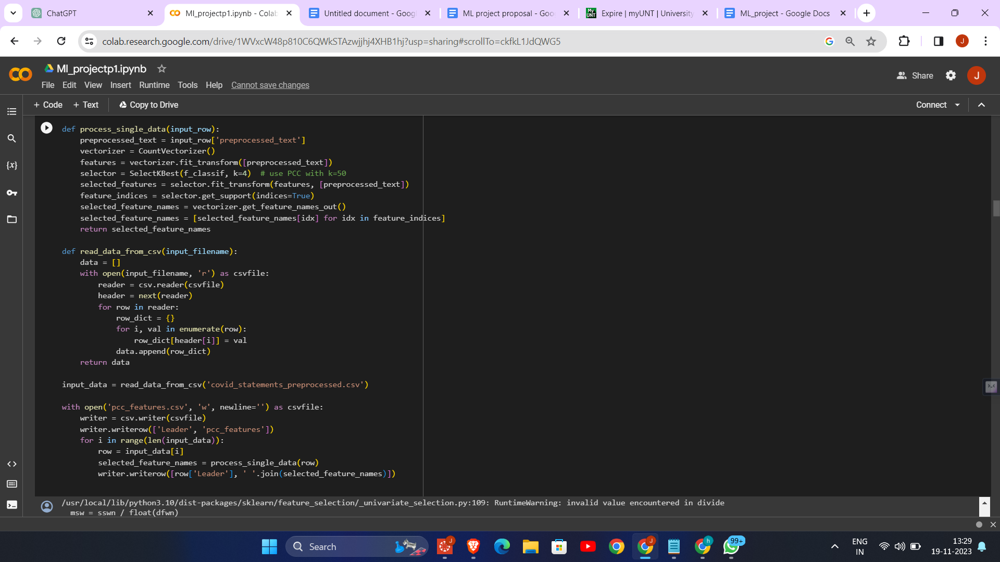 ChatGPT
Ml_projectp1.ipynb - Colab
Untitled document - Goog
ML project proposal - Goo
My UNT
Expire | myUNT | University
ML_project - Google Docs
colab.research.google.com/drive/1WVxcW48p810C6QWkSTAzwjjhj4XHB1hj?usp=sharing#scrollTo=ckfkL1JdQWG5
J
Ml_projectp1.ipynb
Share
J
File Edit View Insert Runtime Tools Help Cannot save changes
+ Code + Text Copy to Drive
Connect
def process_single_data(input_row):
    preprocessed_text = input_row['preprocessed_text']
    vectorizer = CountVectorizer()
    features = vectorizer.fit_transform([preprocessed_text])
    selector = SelectKBest(f_classif, k=4)  # use PCC with k=50
    selected_features = selector.fit_transform(features, [preprocessed_text])
    feature_indices = selector.get_support(indices=True)
    selected_feature_names = vectorizer.get_feature_names_out()
    selected_feature_names = [selected_feature_names[idx] for idx in feature_indices]
    return selected_feature_names
def read_data_from_csv(input_filename):
    data = []
    with open(input_filename, 'r') as csvfile:
        reader = csv.reader(csvfile)
        header = next(reader)
        for row in reader:
            row_dict = {}
            for i, val in enumerate(row):
                row_dict[header[i]] = val
            data.append(row_dict)
    return data
input_data = read_data_from_csv('covid_statements_preprocessed.csv')
with open('pcc_features.csv', 'w', newline='') as csvfile:
    writer = csv.writer(csvfile)
    writer.writerow(['Leader', 'pcc_features'])
    for i in range(len(input_data)):
        row = input_data[i]
        selected_feature_names = process_single_data(row)
        writer.writerow([row['Leader'], ' '.join(selected_feature_names)])
/usr/local/lib/python3.10/dist-packages/sklearn/feature_selection/_univariate_selection.py:109: RuntimeWarning: invalid value encountered in divide
  msw = sswn / float(dfwn)
Search
J
J
h
99+
ENG
IN
13:29
19-11-2023